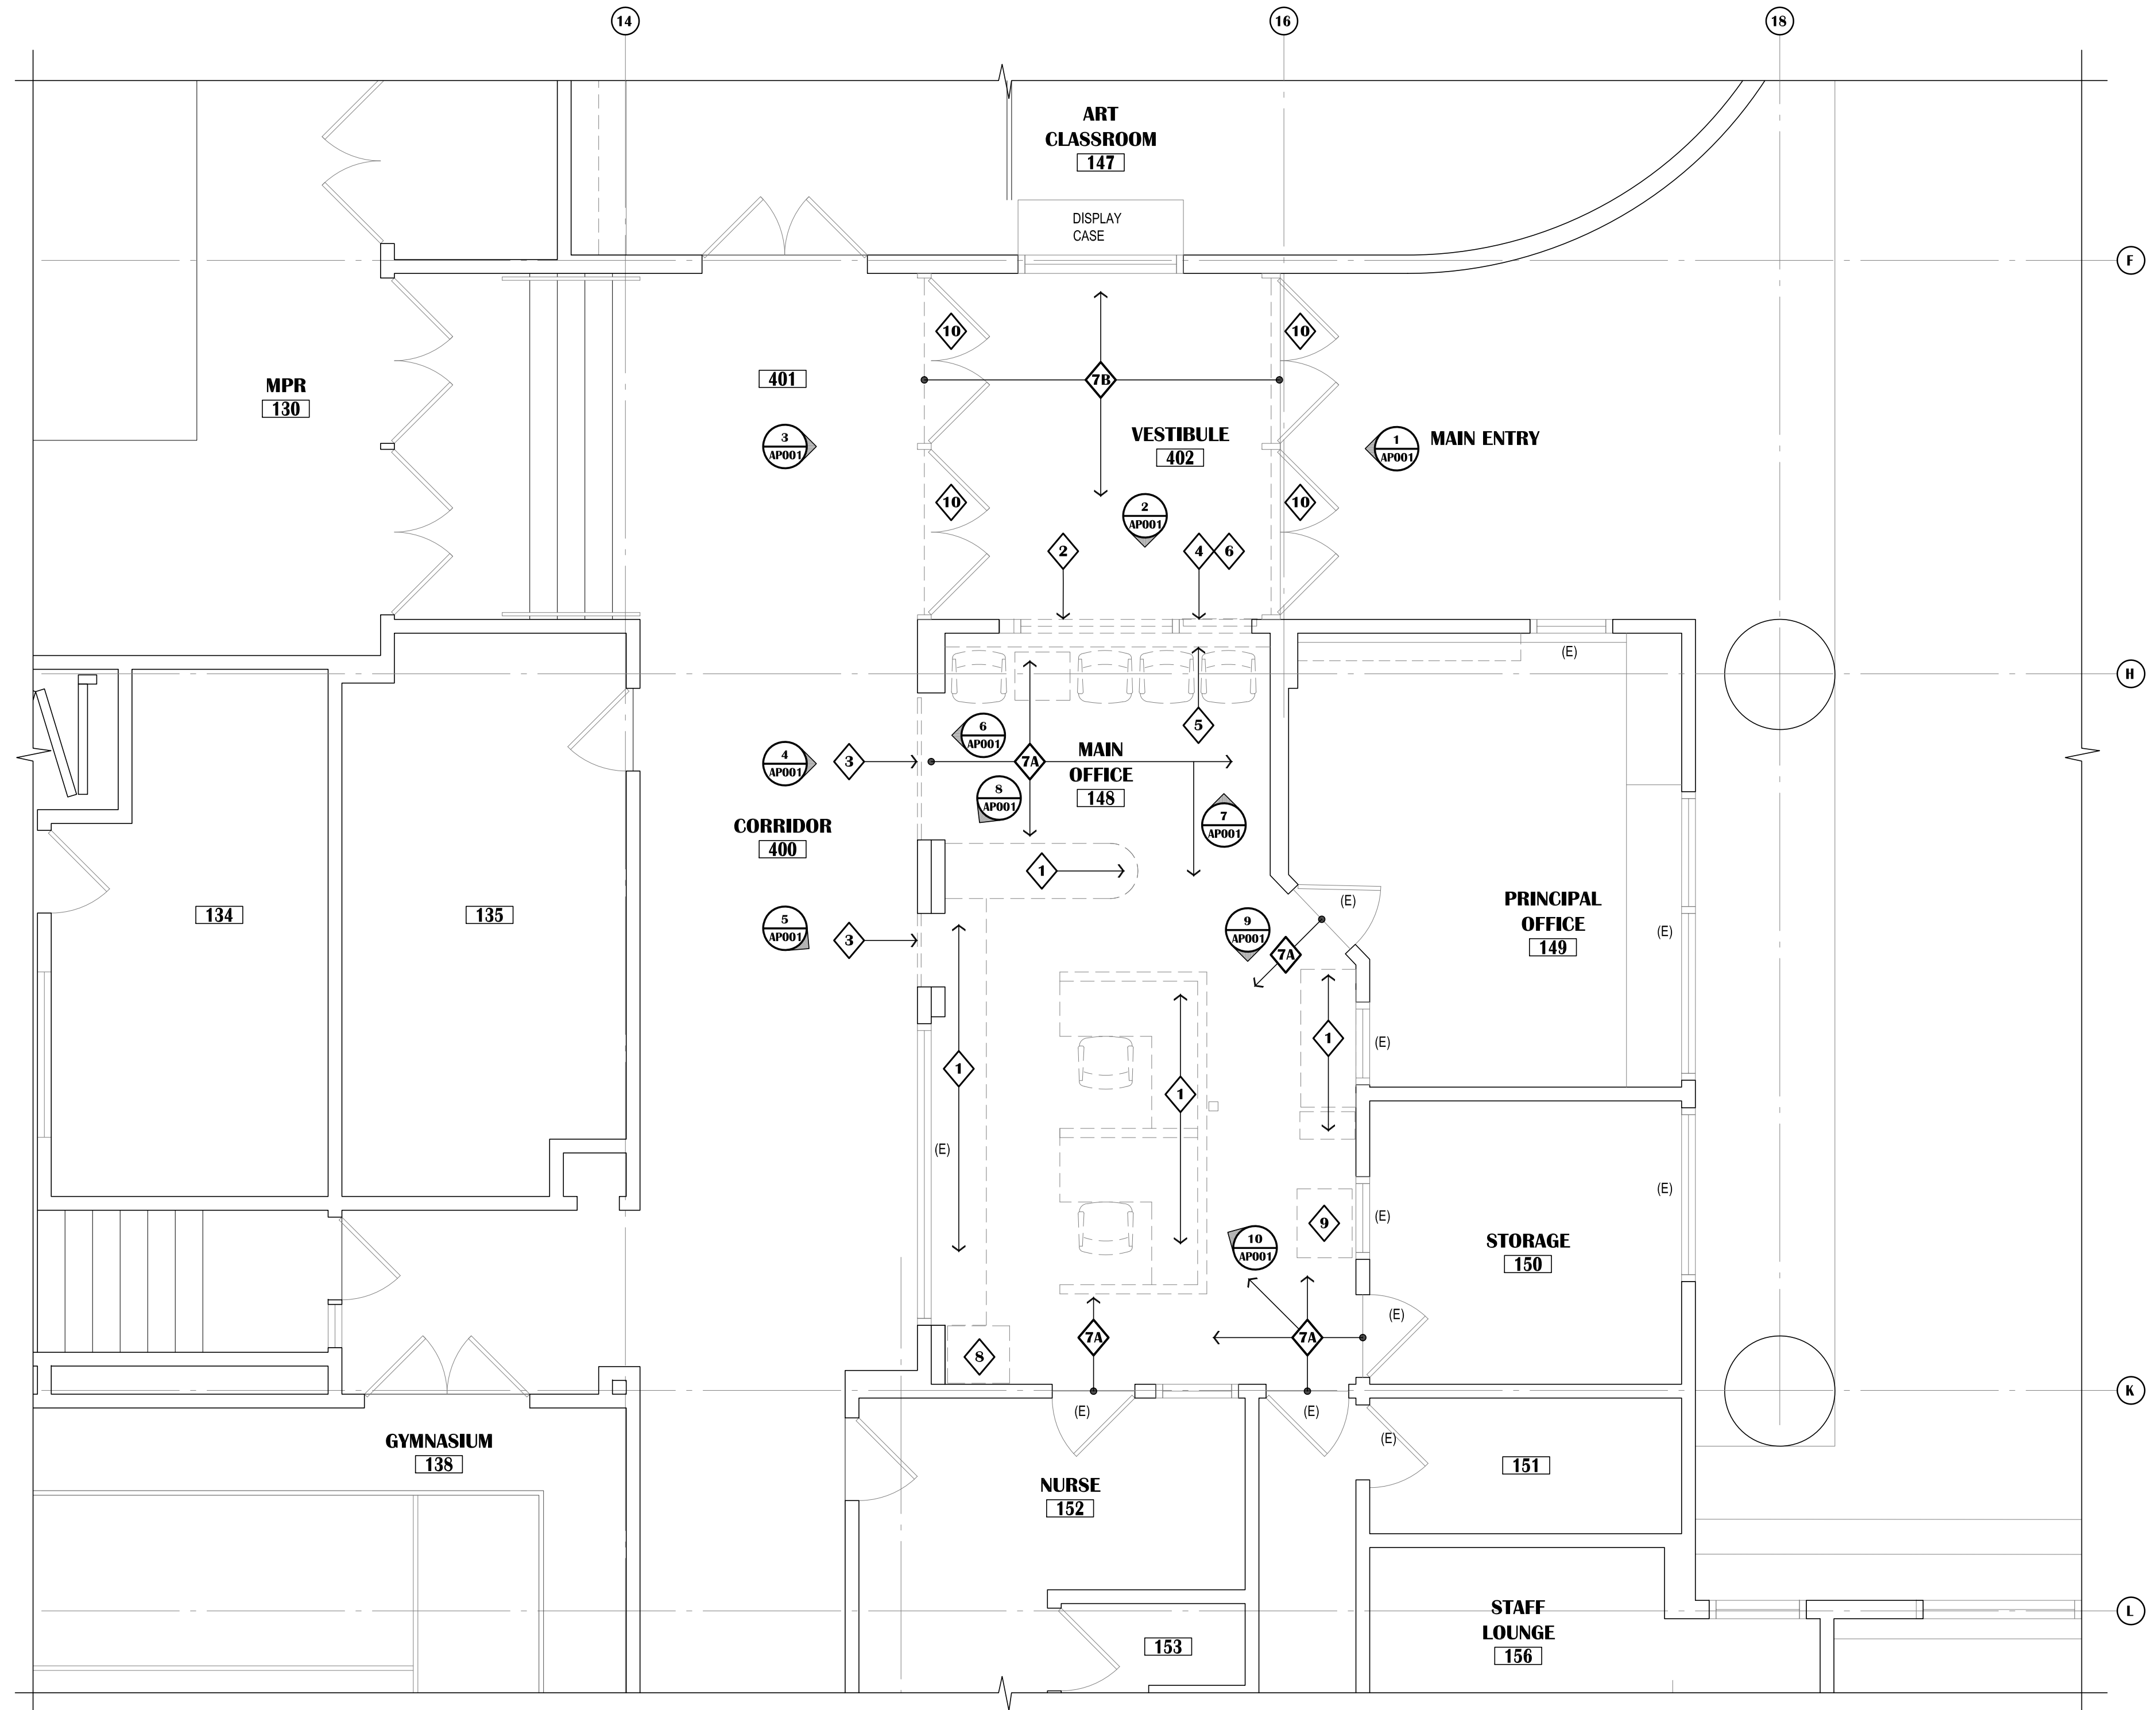 14
16
18
ART
CLASSROOM
147
DISPLAY
CASE
F
10
10
401
7B
MPR
130
VESTIBULE
402
3
AP001
1
AP001
MAIN ENTRY
10
10
2
AP001
2
4
6
(E)
H
5
6
AP001
4
AP001
3
7A
MAIN
OFFICE
148
8
AP001
7
AP001
CORRIDOR
400
1
134
135
5
AP001
3
9
AP001
7A
(E)
PRINCIPAL
OFFICE
149
(E)
1
1
1
(E)
(E)
(E)
(E)
9
10
AP001
STORAGE
150
(E)
8
7A
7A
K
(E)
(E)
(E)
GYMNASIUM
138
NURSE
152
151
153
STAFF
LOUNGE
156
L